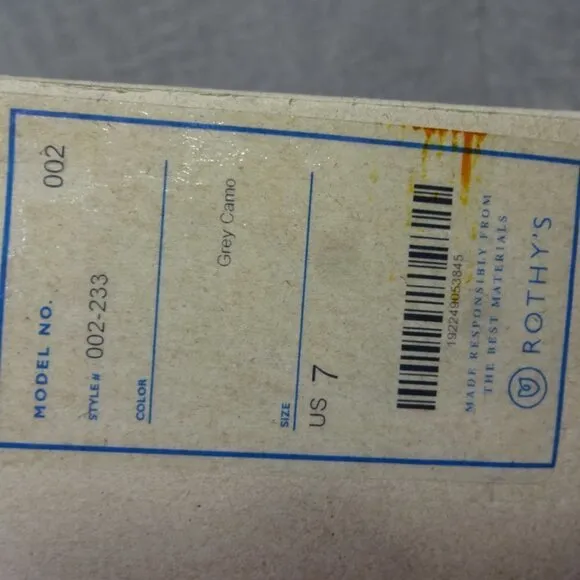 MODEL NO. 002
STYLE # 002-233
COLOR
Grey Camo
SIZE
US 7
192249053845
MADE RESPONSIBLY FROM
THE BEST MATERIALS
ROTHY'S